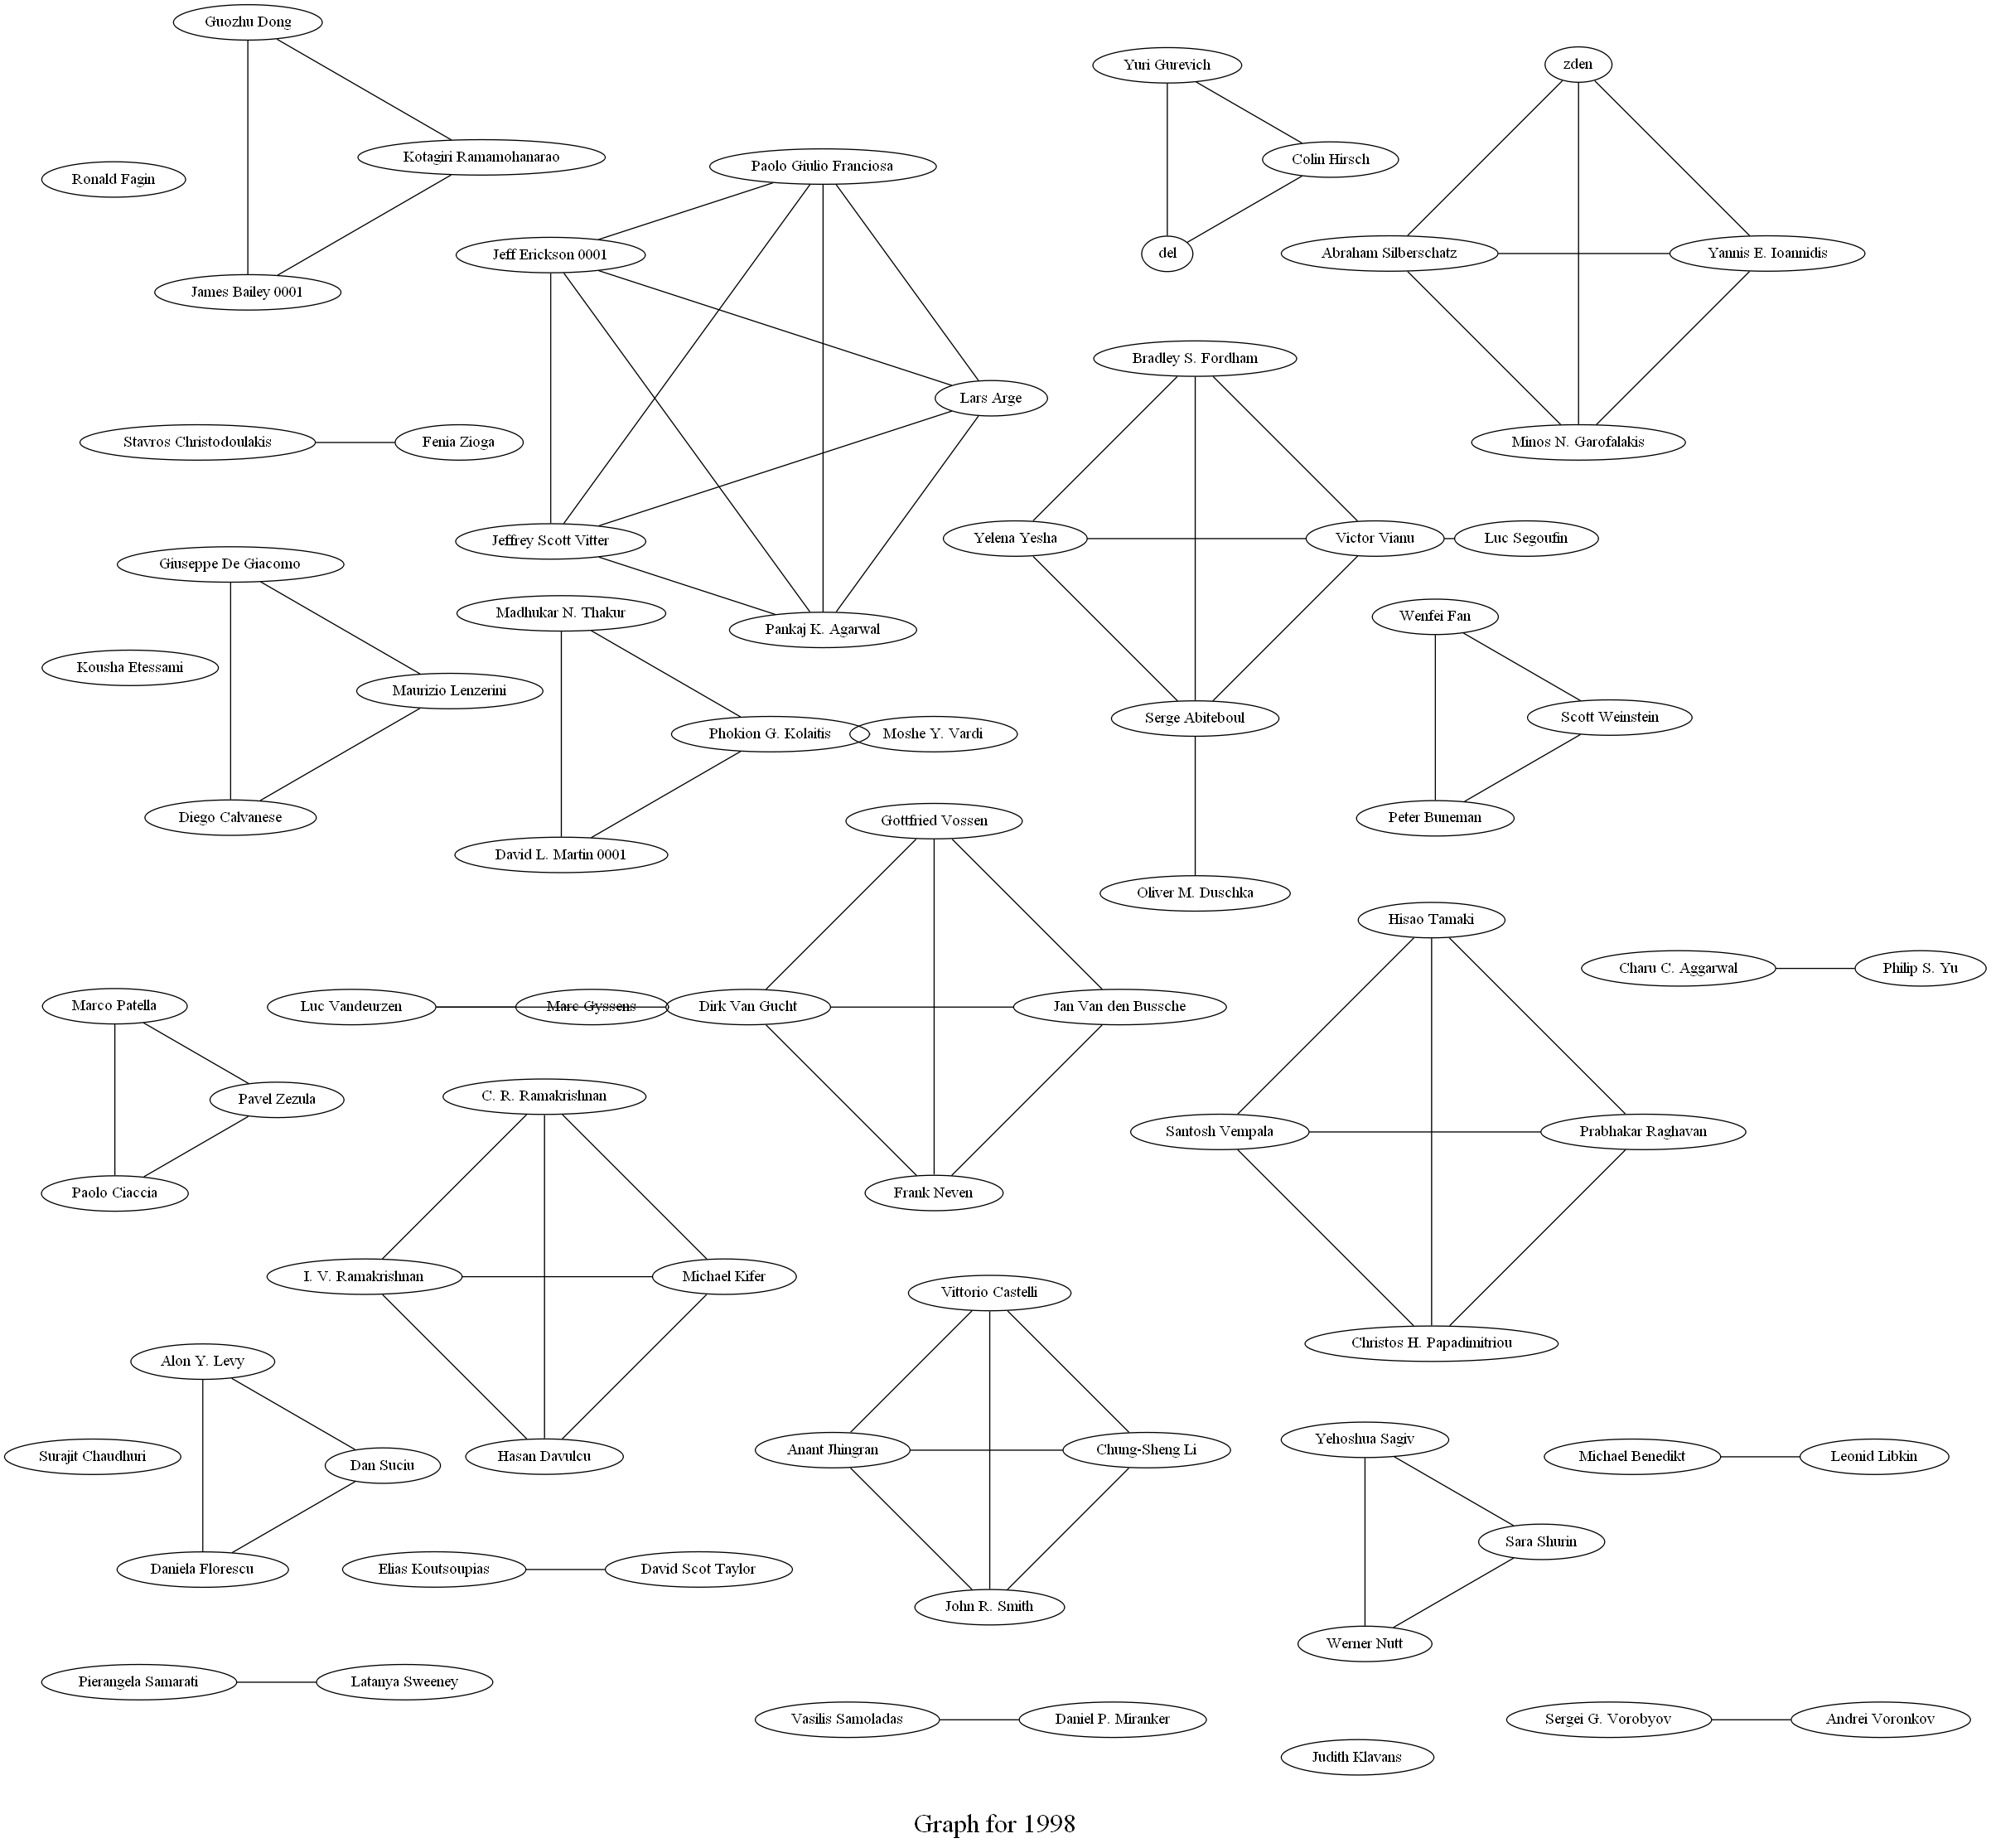 Guozhu Dong
Yuri Gurevich
zden
Kotagiri Ramamohanarao
Colin Hirsch
Paolo Giulio Franciosa
Ronald Fagin
Jeff Erickson 0001
del
Abraham Silberschatz
Yannis E. Ioannidis
James Bailey 0001
Bradley S. Fordham
Lars Arge
Stavros Christodoulakis
Fenia Zioga
Minos N. Garofalakis
Jeffrey Scott Vitter
Yelena Yesha
Victor Vianu
Luc Segoufin
Giuseppe De Giacomo
Madhukar N. Thakur
Wenfei Fan
Pankaj K. Agarwal
Kousha Etessami
Maurizio Lenzerini
Serge Abiteboul
Scott Weinstein
Phokion G. Kolaitis
Moshe Y. Vardi
Diego Calvanese
Gottfried Vossen
Peter Buneman
David L. Martin 0001
Oliver M. Duschka
Hisao Tamaki
Charu C. Aggarwal
Philip S. Yu
Marco Patella
Luc Vandeurzen
Marc Gyssens
Dirk Van Gucht
Jan Van den Bussche
C. R. Ramakrishnan
Pavel Zezula
Santosh Vempala
Prabhakar Raghavan
Paolo Ciaccia
Frank Neven
I. V. Ramakrishnan
Michael Kifer
Vittorio Castelli
Christos H. Papadimitriou
Alon Y. Levy
Yehoshua Sagiv
Surajit Chaudhuri
Dan Suciu
Hasan Davulcu
Anant Jhingran
Chung-Sheng Li
Michael Benedikt
Leonid Libkin
Sara Shurin
Daniela Florescu
Elias Koutsoupias
David Scot Taylor
John R. Smith
Werner Nutt
Pierangela Samarati
Latanya Sweeney
Vasilis Samoladas
Daniel P. Miranker
Sergei G. Vorobyov
Andrei Voronkov
Judith Klavans
Graph for 1998